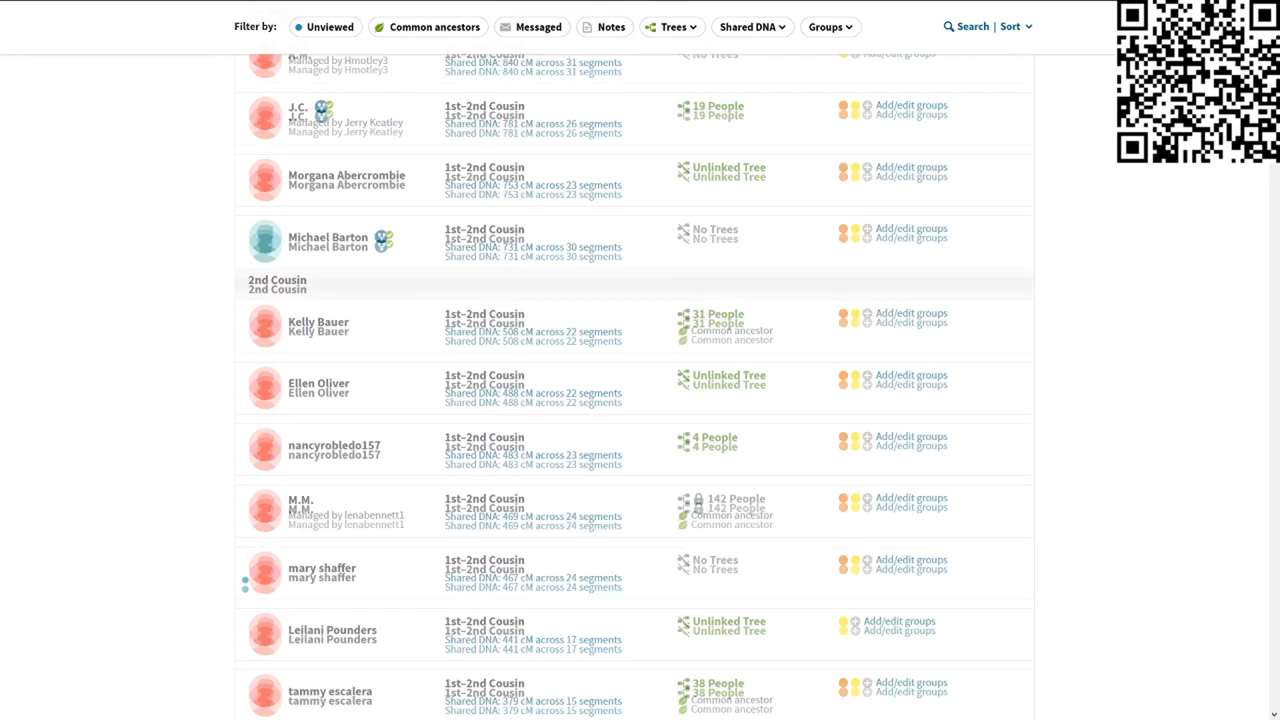 Filter by: Unviewed Common ancestors Messaged Notes Trees Shared DNA Groups Search | Sort
Managed by Hmotley3
Shared DNA: 840 cM across 31 segments
No Trees
Add/edit groups
J.C.
Managed by Jerry Keatley
1st–2nd Cousin
Shared DNA: 781 cM across 26 segments
19 People
Add/edit groups
Morgana Abercrombie
1st–2nd Cousin
Shared DNA: 753 cM across 23 segments
Unlinked Tree
Add/edit groups
Michael Barton
1st–2nd Cousin
Shared DNA: 731 cM across 30 segments
No Trees
Add/edit groups
2nd Cousin
Kelly Bauer
1st–2nd Cousin
Shared DNA: 508 cM across 22 segments
31 People
Common ancestor
Add/edit groups
Ellen Oliver
1st–2nd Cousin
Shared DNA: 488 cM across 22 segments
Unlinked Tree
Add/edit groups
nancyrobledo157
1st–2nd Cousin
Shared DNA: 483 cM across 23 segments
4 People
Add/edit groups
M.M.
Managed by lenabennett1
1st–2nd Cousin
Shared DNA: 469 cM across 24 segments
142 People
Common ancestor
Add/edit groups
mary shaffer
1st–2nd Cousin
Shared DNA: 467 cM across 24 segments
No Trees
Add/edit groups
Leilani Pounders
1st–2nd Cousin
Shared DNA: 441 cM across 17 segments
Unlinked Tree
Add/edit groups
tammy escalera
1st–2nd Cousin
Shared DNA: 379 cM across 15 segments
38 People
Common ancestor
Add/edit groups